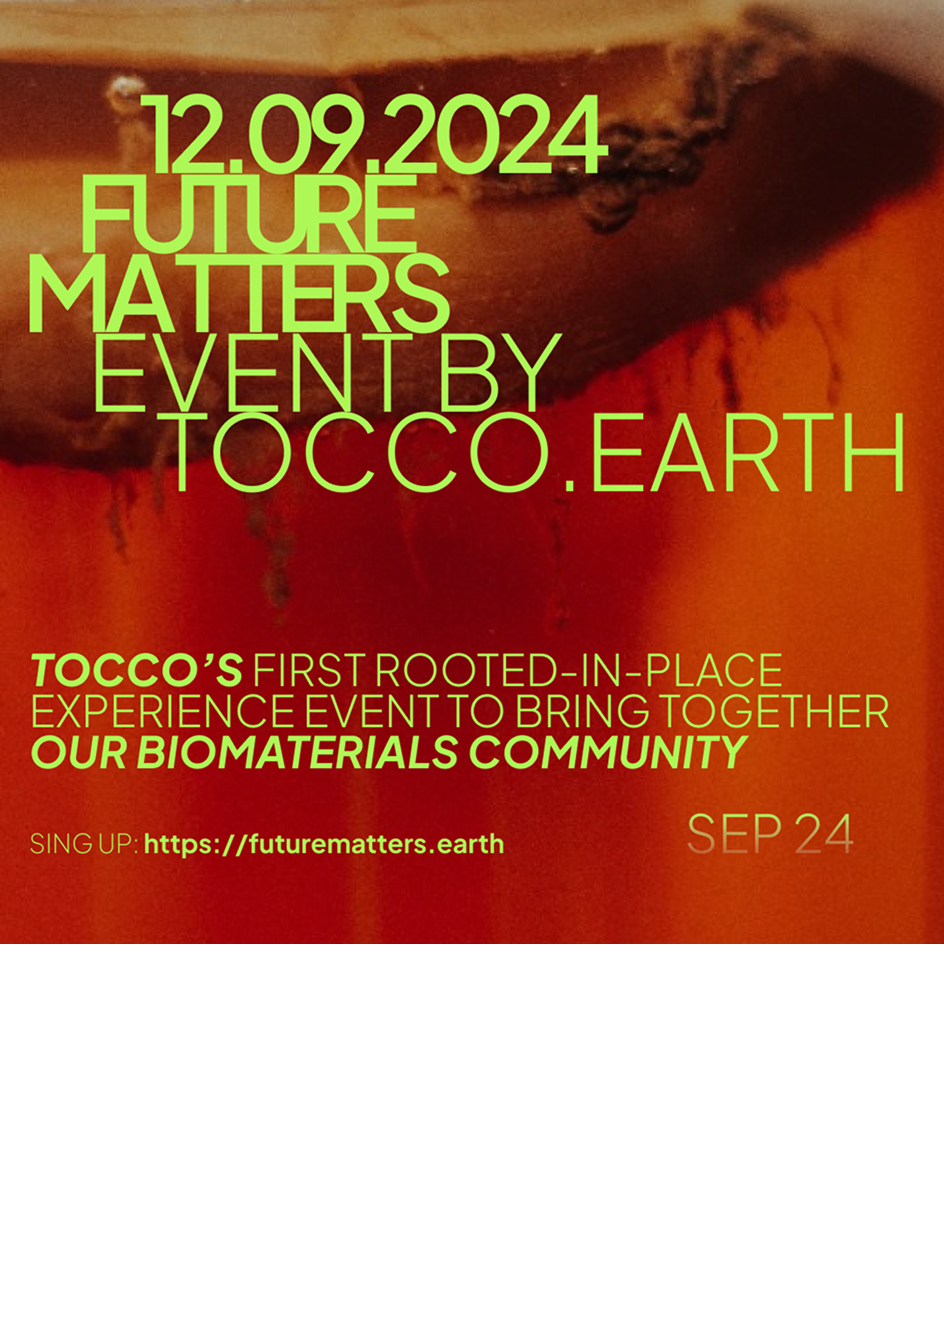 12.09.2024
FUTURE
MATTERS
EVENT BY
TOCCO.EARTH
TOCCO'S FIRST ROOTED-IN-PLACE
EXPERIENCE EVENT TO BRING TOGETHER
OUR BIOMATERIALS COMMUNITY
SING UP: https://futurematters.earth
SEP 24